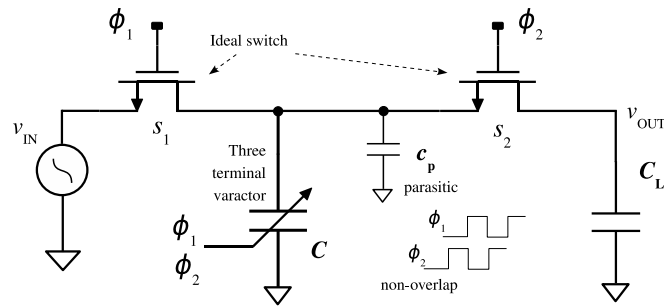 ϕ1
Ideal switch
ϕ2
vIN
s1
s2
vOUT
Three
terminal
varactor
cp
parasitic
CL
ϕ1
ϕ2
C
ϕ1
ϕ2
non-overlap